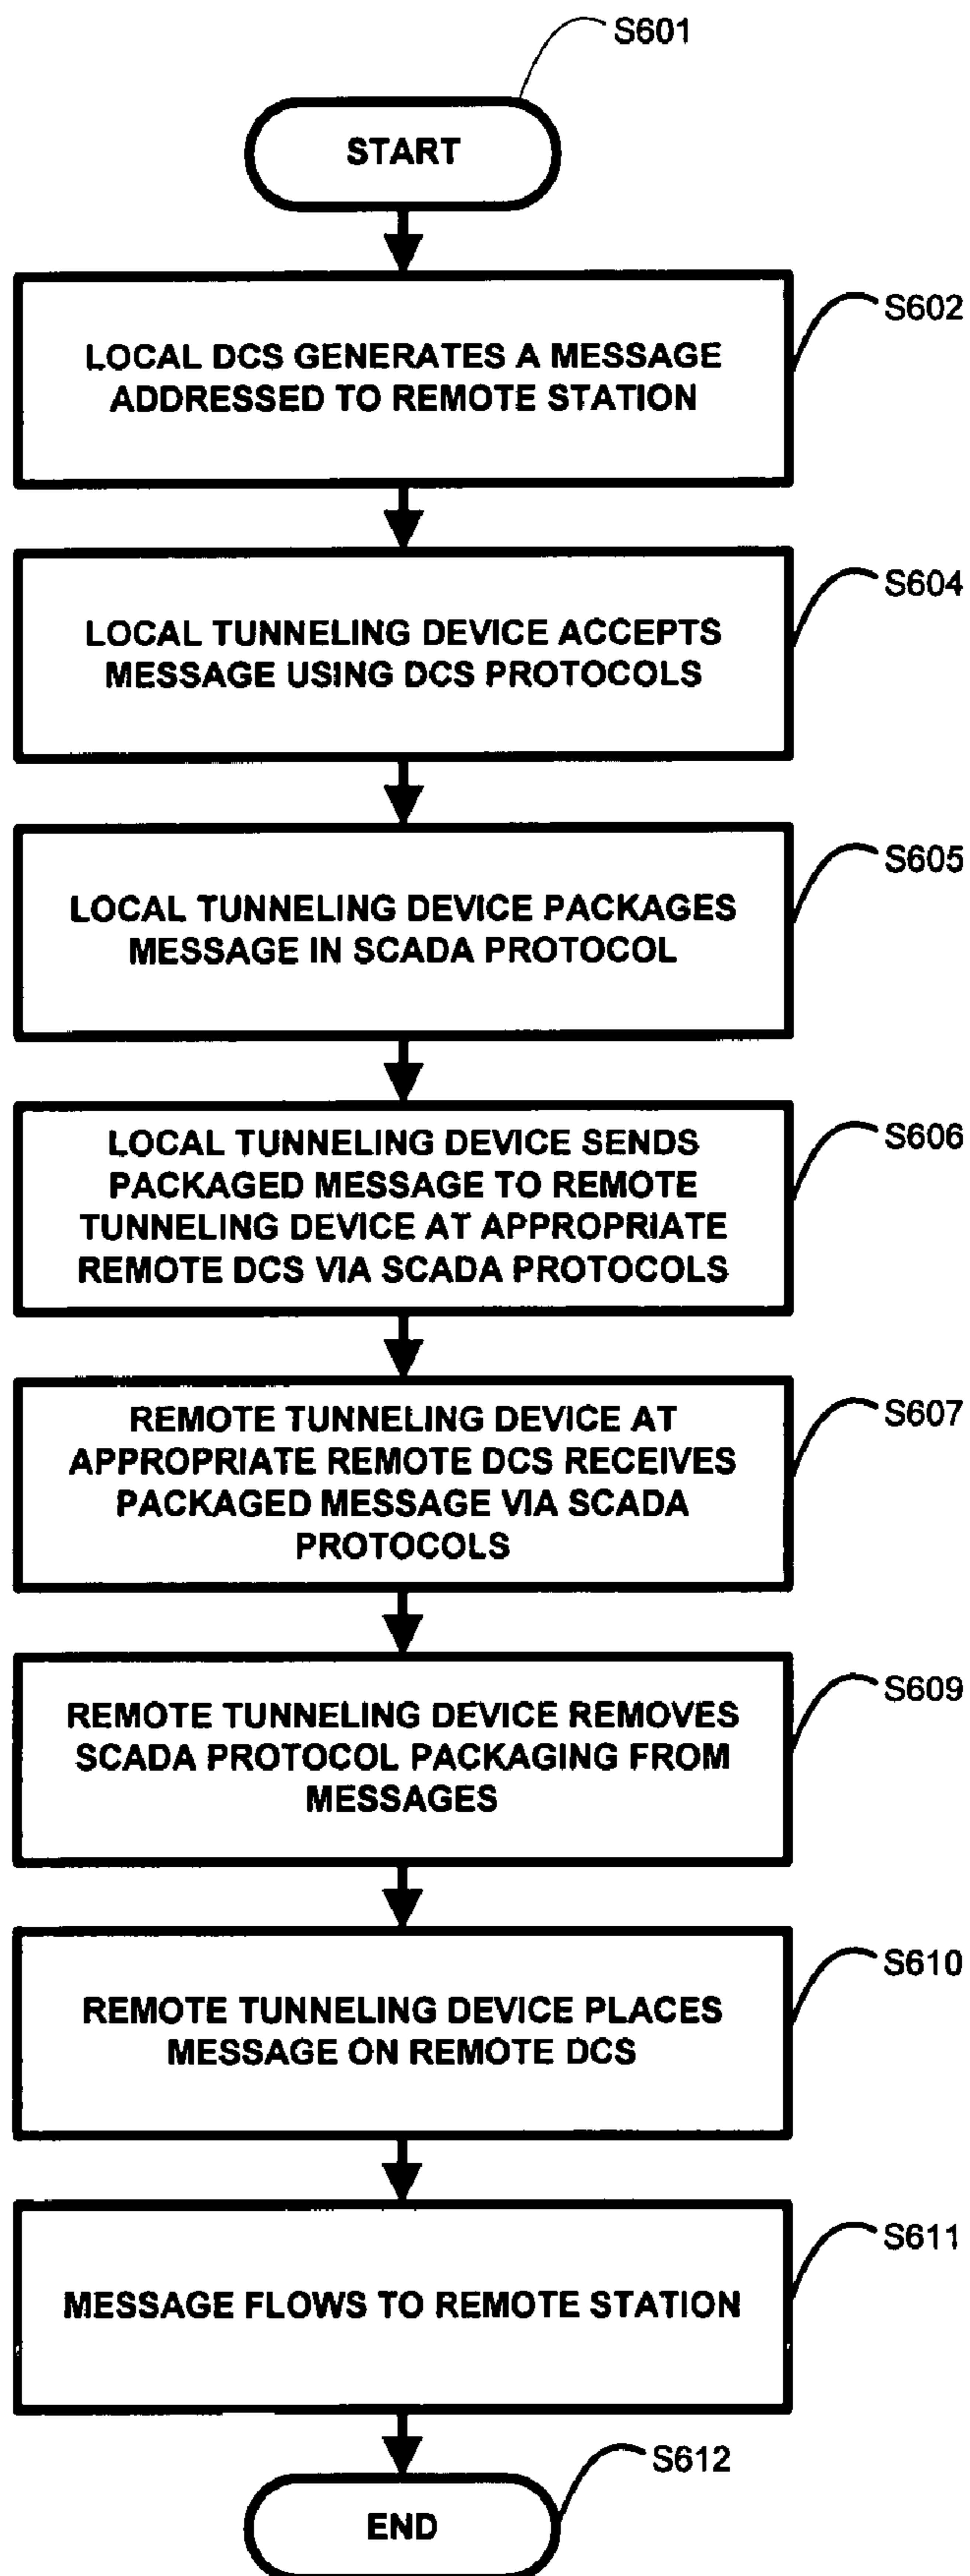 S601
START
S602
LOCAL DCS GENERATES A MESSAGE
ADDRESSED TO REMOTE STATION
S604
LOCAL TUNNELING DEVICE ACCEPTS
MESSAGE USING DCS PROTOCOLS
S605
LOCAL TUNNELING DEVICE PACKAGES
MESSAGE IN SCADA PROTOCOL
S606
LOCAL TUNNELING DEVICE SENDS
PACKAGED MESSAGE TO REMOTE
TUNNELING DEVICE AT APPROPRIATE
REMOTE DCS VIA SCADA PROTOCOLS
S607
REMOTE TUNNELING DEVICE AT
APPROPRIATE REMOTE DCS RECEIVES
PACKAGED MESSAGE VIA SCADA
PROTOCOLS
S609
REMOTE TUNNELING DEVICE REMOVES
SCADA PROTOCOL PACKAGING FROM
MESSAGES
S610
REMOTE TUNNELING DEVICE PLACES
MESSAGE ON REMOTE DCS
S611
MESSAGE FLOWS TO REMOTE STATION
S612
END